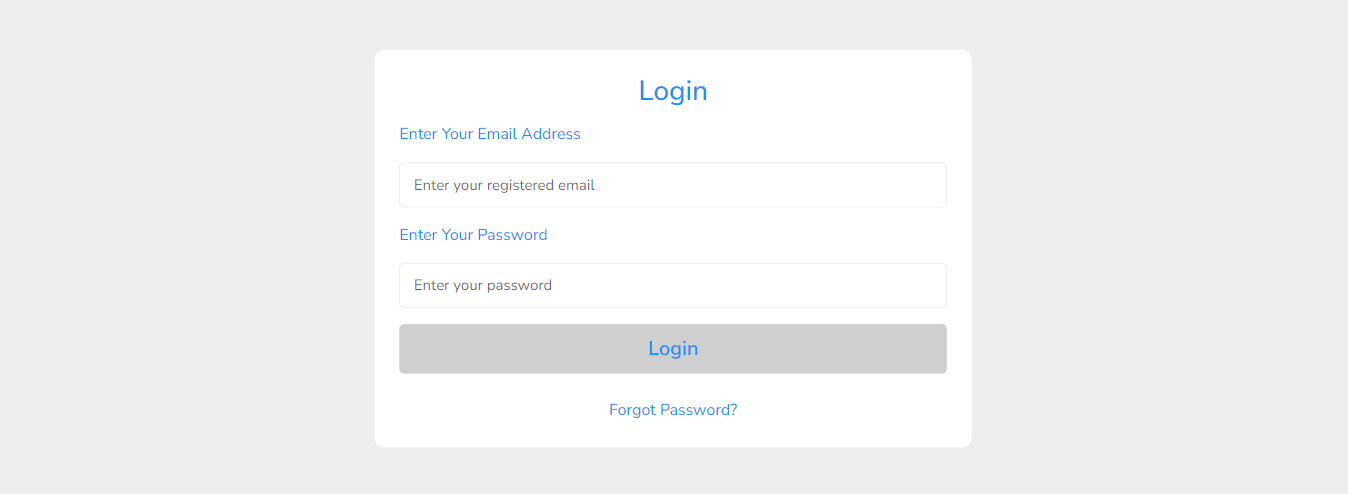 Login
Enter Your Email Address
Enter your registered email
Enter Your Password
Enter your password
Login
Forgot Password?